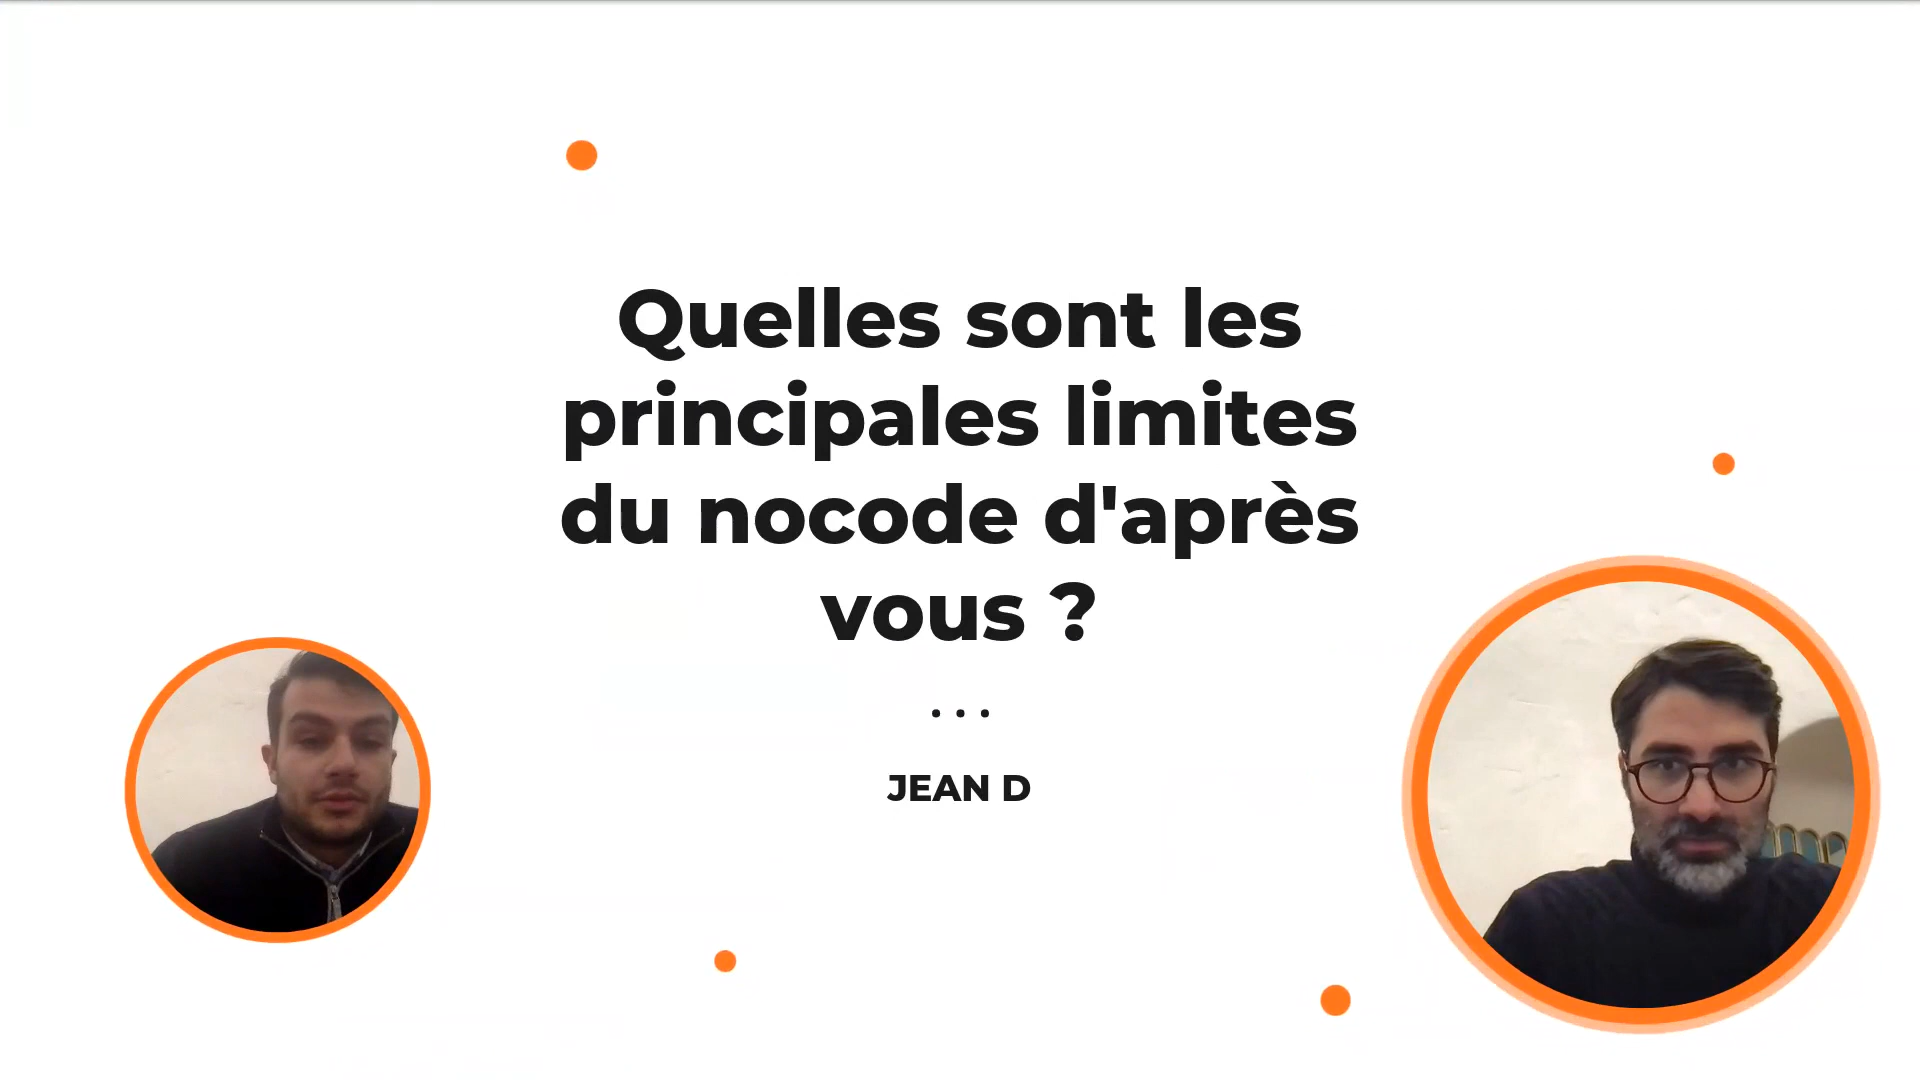 Quelles sont les
principales limites
du nocode d'après
vous ?
...
JEAN D